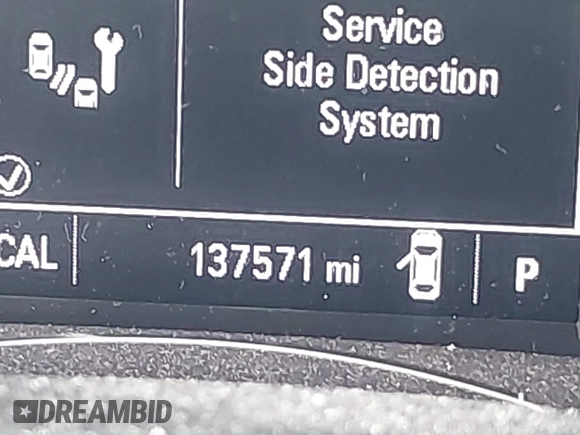 Service
Side Detection
System
CAL
137571 mi
P
DREAMBID